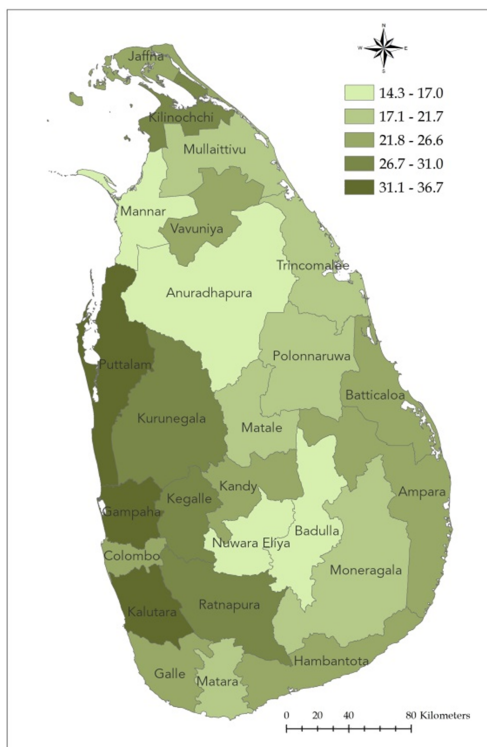 N
W E
S
Jaffna
14.3 - 17.0
17.1 - 21.7
21.8 - 26.6
26.7 - 31.0
31.1 - 36.7
Kilinochchi
Mullaittivu
Mannar
Vavuniya
Trincomalee
Anuradhapura
Polonnaruwa
Puttalam
Batticaloa
Kurunegala
Matale
Kandy
Ampara
Kegalle
Gampaha
Badulla
Nuwara Eliya
Colombo
Moneragala
Ratnapura
Kalutara
Hambantota
Galle
Matara
0 20 40 80 Kilometers